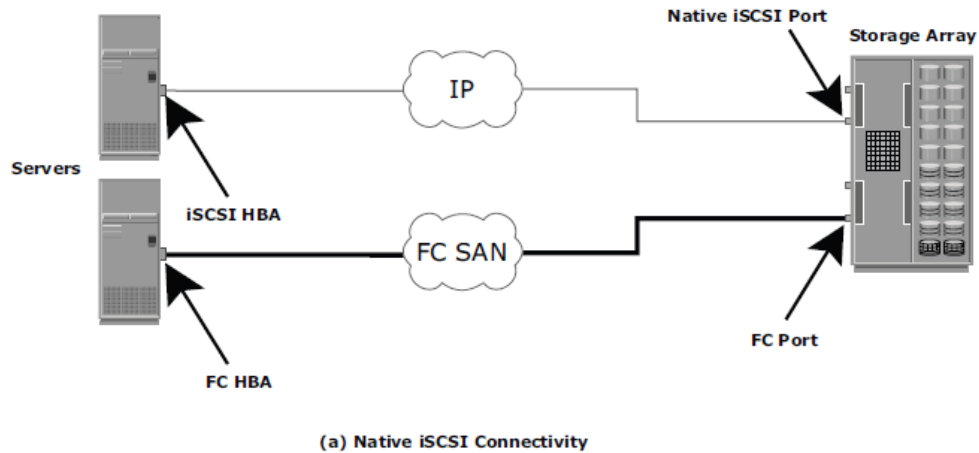 Native iSCSI Port
Storage Array
IP
Servers
iSCSI HBA
FC SAN
FC Port
FC HBA
(a) Native iSCSI Connectivity